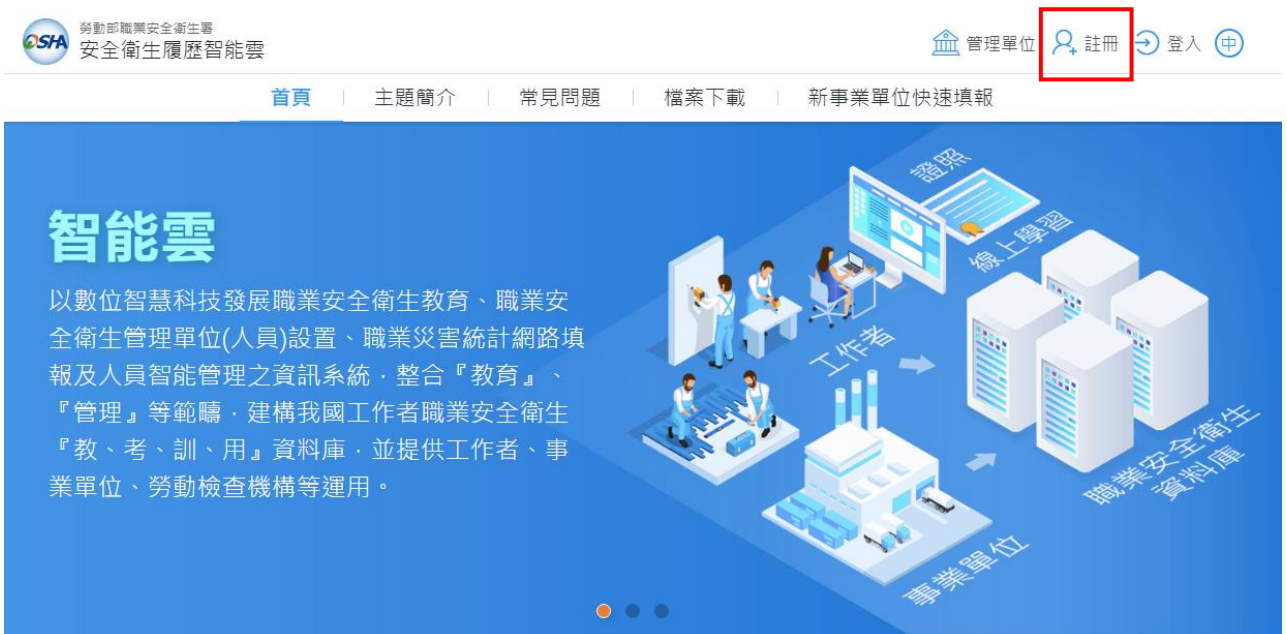 OSHA
勞動部職業安全衛生署
安全衛生履歷智能雲
管理單位 註冊 登入 中
首頁 主題簡介 常見問題 檔案下載 新事業單位快速填報
智能雲
以數位智慧科技發展職業安全衛生教育、職業安
全衛生管理單位(人員)設置、職業災害統計網路填
報及人員智能管理之資訊系統，整合『教育』、
『管理』等範疇，建構我國工作者職業安全衛生
『教、考、訓、用』資料庫，並提供工作者、事
業單位、勞動檢查機構等運用。
證照
線上學習
工作者
職業安全衛生
資料庫
事業單位